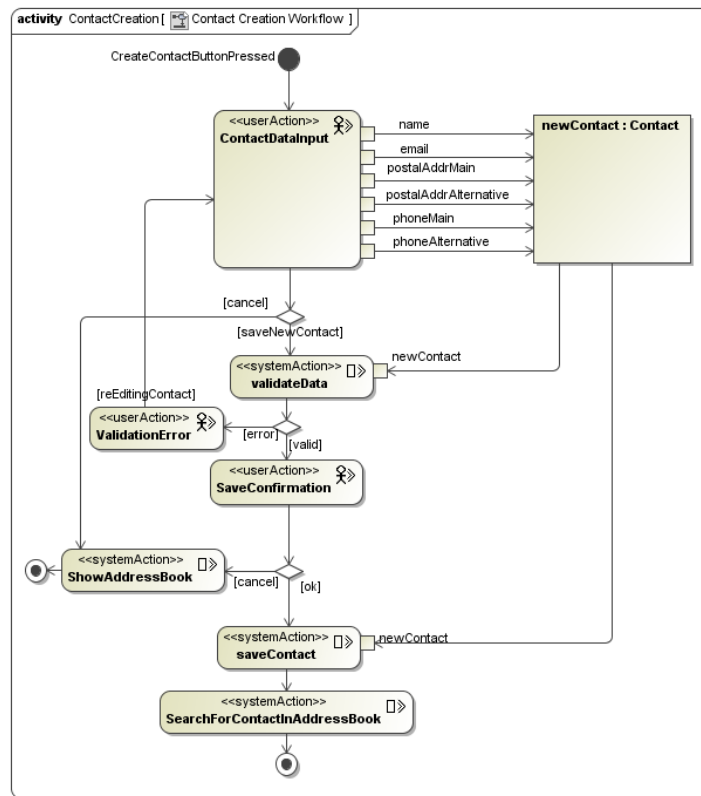 activity ContactCreation [ Contact Creation Workflow ]
CreateContactButtonPressed
<<userAction>>
ContactDataInput
name
email
postalAddrMain
postalAddrAlternative
phoneMain
phoneAlternative
newContact : Contact
[cancel]
[saveNewContact]
<<systemAction>>
validateData
newContact
[reEditingContact]
<<userAction>>
ValidationError
[error]
[valid]
<<userAction>>
SaveConfirmation
<<systemAction>>
ShowAddressBook
[cancel]
[ok]
<<systemAction>>
saveContact
newContact
<<systemAction>>
SearchForContactInAddressBook